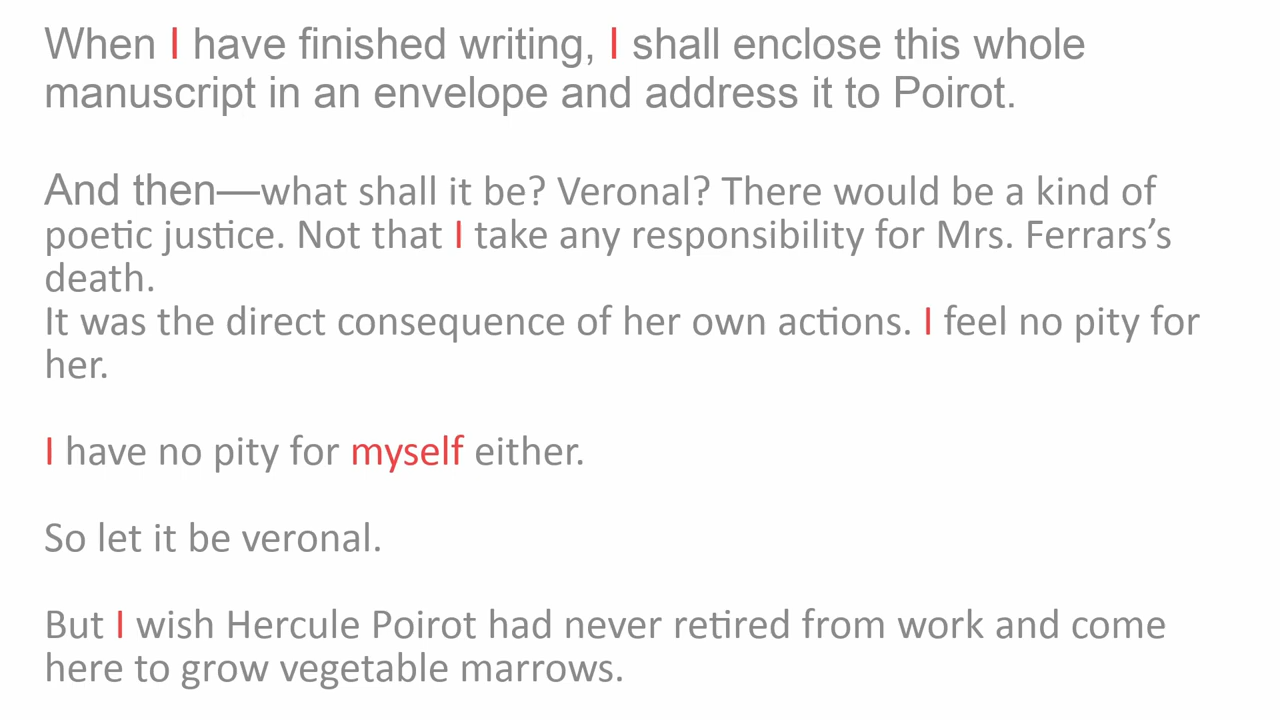 When I have finished writing, I shall enclose this whole
manuscript in an envelope and address it to Poirot.
And then—what shall it be? Veronal? There would be a kind of
poetic justice. Not that I take any responsibility for Mrs. Ferrars’s
death.
It was the direct consequence of her own actions. I feel no pity for
her.
I have no pity for myself either.
So let it be veronal.
But I wish Hercule Poirot had never retired from work and come
here to grow vegetable marrows.